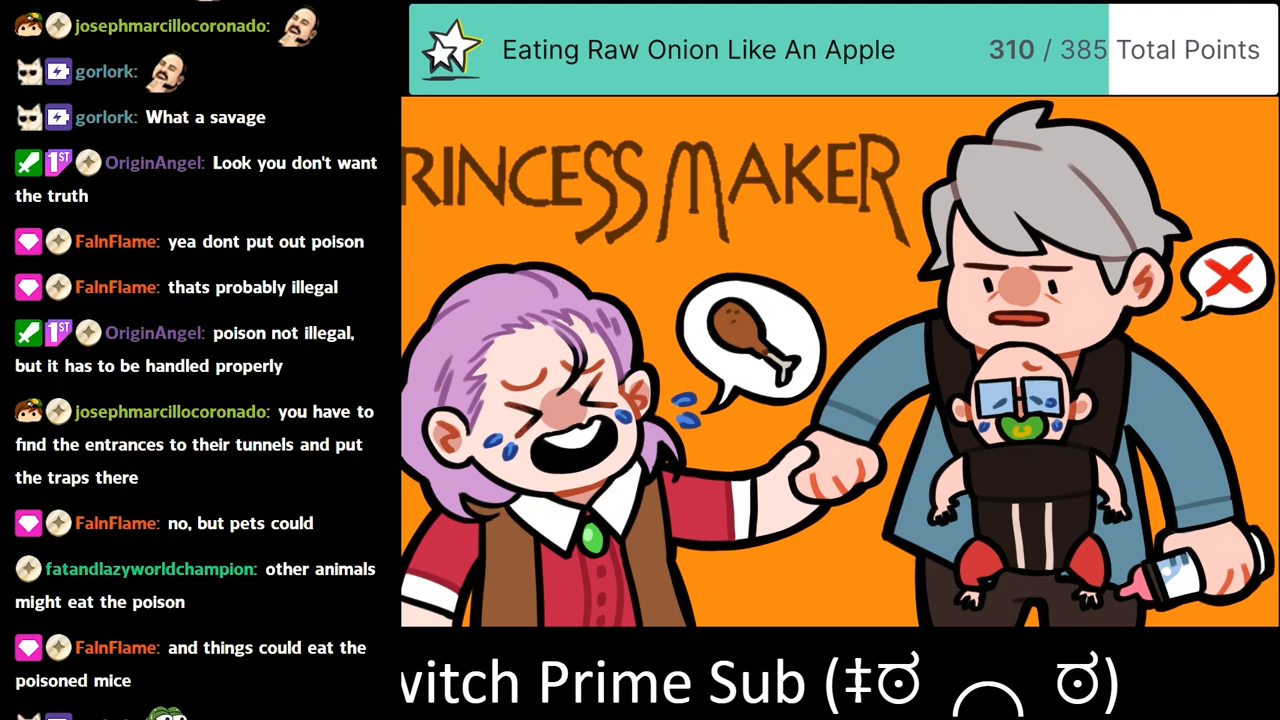 josephmarcillocoronado:
gorlork:
gorlork: What a savage
OriginAngel: Look you don't want
the truth
FalnFlame: yea dont put out poison
FalnFlame: thats probably illegal
OriginAngel: poison not illegal,
but it has to be handled properly
josephmarcillocoronado: you have to
find the entrances to their tunnels and put
the traps there
FalnFlame: no, but pets could
fatandlazyworldchampion: other animals
might eat the poison
FalnFlame: and things could eat the
poisoned mice
Eating Raw Onion Like An Apple 310 / 385 Total Points
RINCESS MAKER
witch Prime Sub (‡ಠ ︵ ಠ)